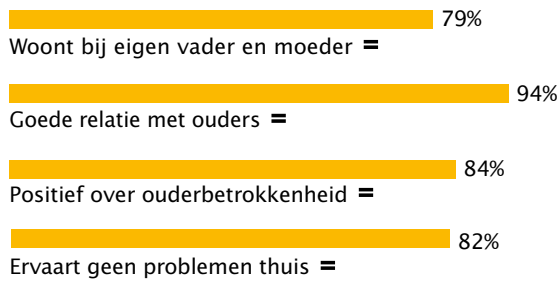 79%
Woont bij eigen vader en moeder =
94%
Goede relatie met ouders =
84%
Positief over ouderbetrokkenheid =
82%
Ervaart geen problemen thuis =